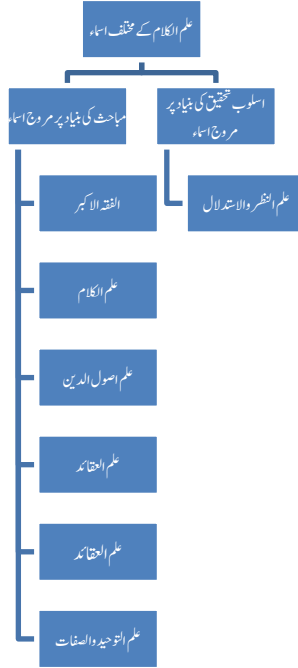 علم الکلام کے مختلف اسماء
اسلوب تحقیق کی بنیاد پر
مروج اسماء
علم النظر والاستدلال
مباحث کی بنیاد پر مروج اسماء
الفقہ الاکبر
علم الکلام
علم اصول الدین
علم العقائد
علم العقائد
علم التوحید والصفات